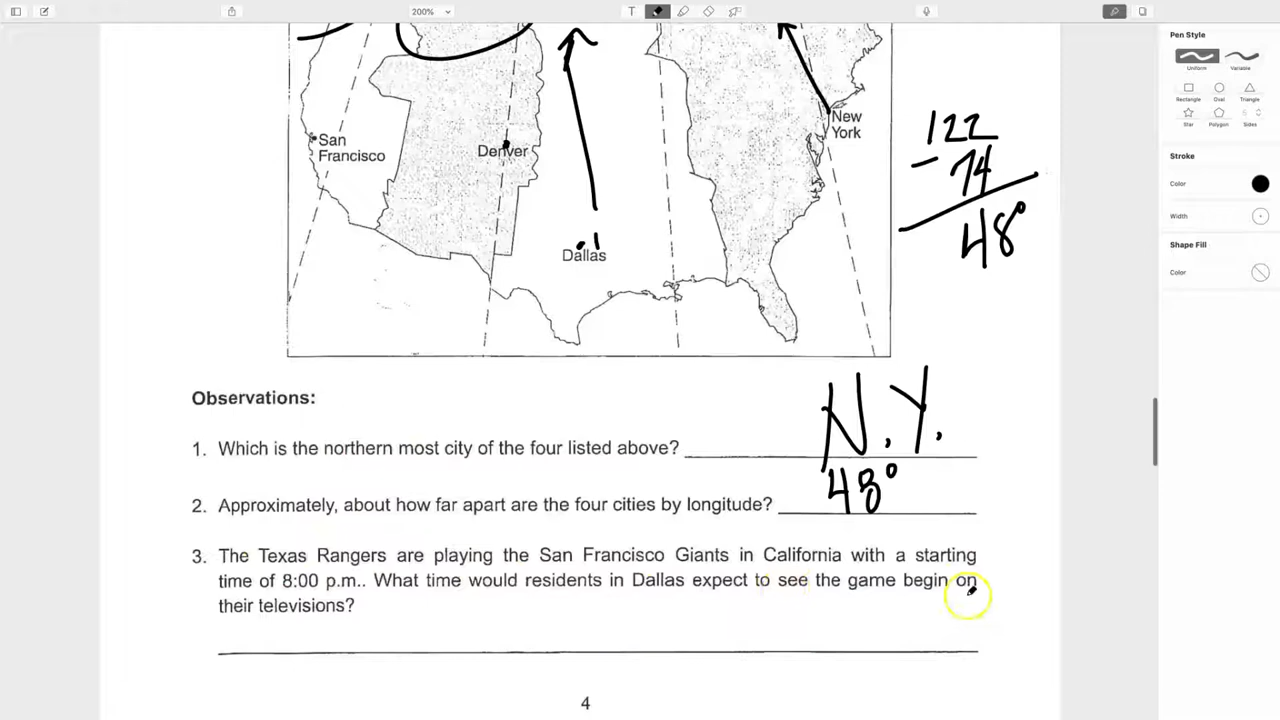 200%
T
Pen Style
Uniform
Variable
Rectangle
Oval
Triangle
Star
Polygon
5
Sides
Stroke
Color
Width
Shape Fill
Color
San
Francisco
Denver
Dallas
New
York
122
- 74
48°
Observations:
N.Y.
1. Which is the northern most city of the four listed above?
48°
2. Approximately, about how far apart are the four cities by longitude?
3. The Texas Rangers are playing the San Francisco Giants in California with a starting
time of 8:00 p.m.. What time would residents in Dallas expect to see the game begin on
their televisions?
4